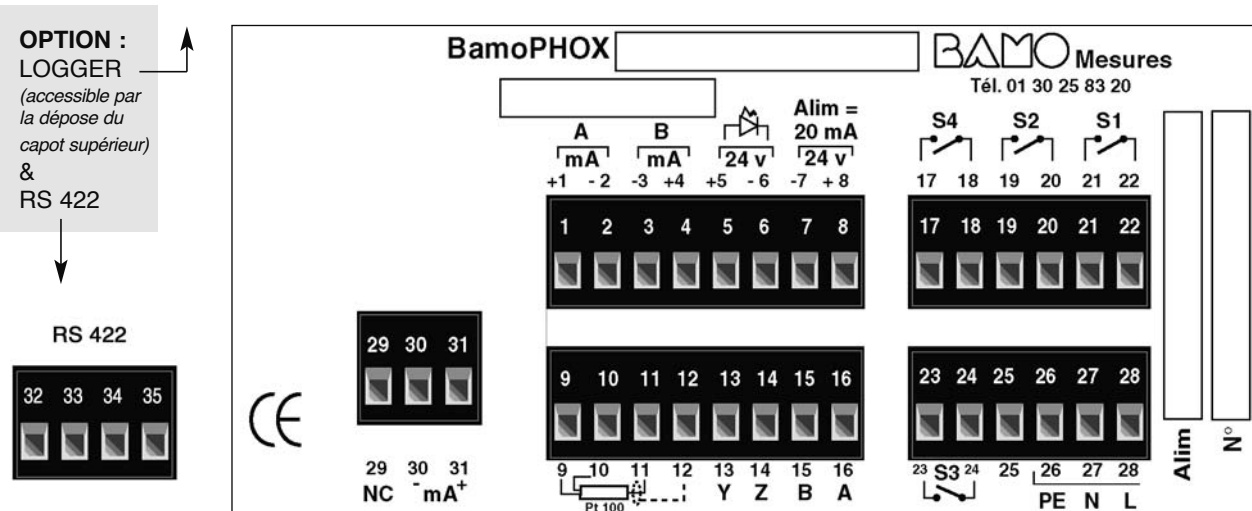 OPTION :
LOGGER
(accessible par
la dépose du
capot supérieur)
&
RS 422
RS 422
32 33 34 35
BamoPHOX
BAMO Mesures
Tél. 01 30 25 83 20
A B
mA mA 24 v
Alim =
20 mA
24 v
+1 - 2 -3 +4 +5 - 6 -7 + 8
1 2 3 4 5 6 7 8
S4 S2 S1
17 18 19 20 21 22
17 18 19 20 21 22
29 30 31
29 30 31
NC - mA +
9 10 11 12 13 14 15 16
9 10 11 12 13 14 15 16
Pt 100 Y Z B A
23 24 25 26 27 28
23 S3 24 25 26 27 28
PE N L
CE
Alim
N°